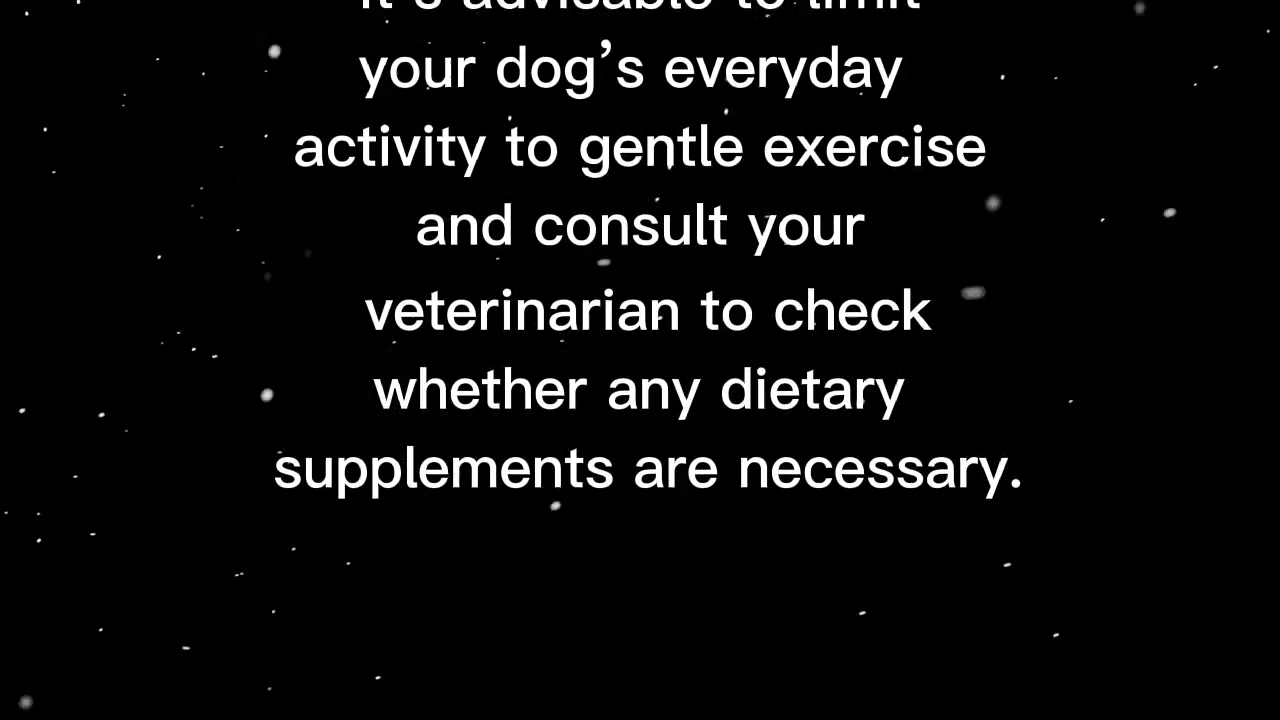 It's advisable to limit
your dog’s everyday
activity to gentle exercise
and consult your
veterinarian to check
whether any dietary
supplements are necessary.